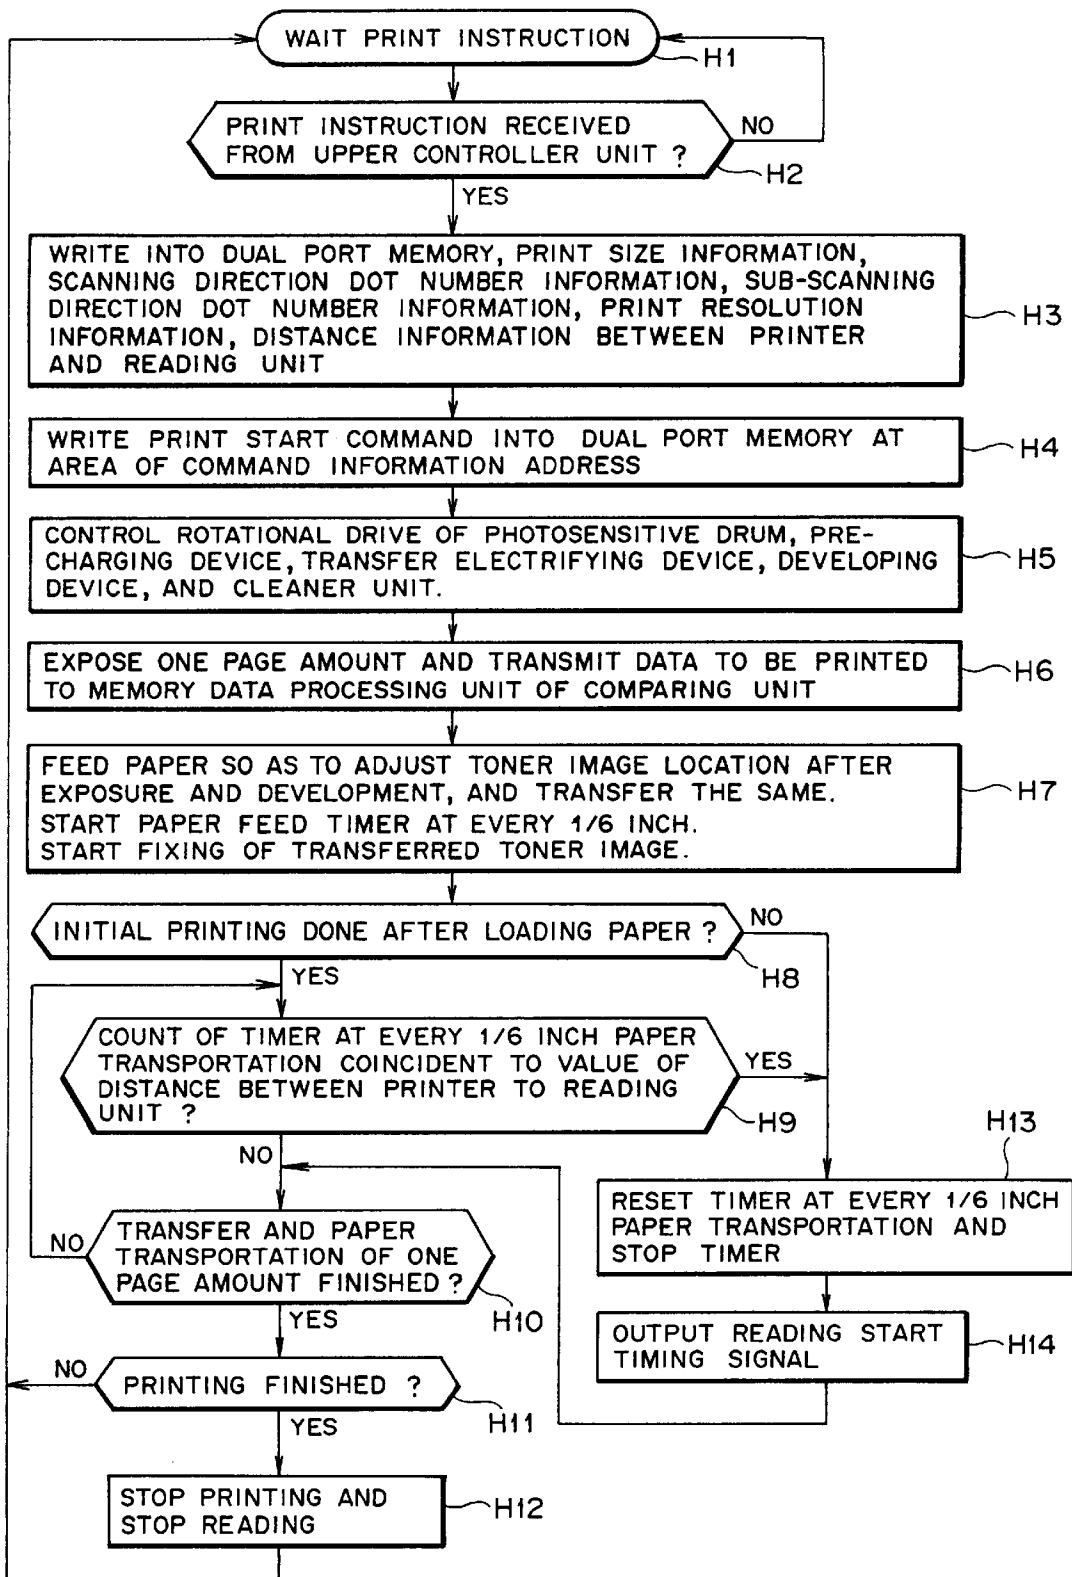 WAIT PRINT INSTRUCTION
H1
PRINT INSTRUCTION RECEIVED
FROM UPPER CONTROLLER UNIT ?
NO
H2
YES
WRITE INTO DUAL PORT MEMORY, PRINT SIZE INFORMATION,
SCANNING DIRECTION DOT NUMBER INFORMATION, SUB-SCANNING
DIRECTION DOT NUMBER INFORMATION, PRINT RESOLUTION
INFORMATION, DISTANCE INFORMATION BETWEEN PRINTER
AND READING UNIT
H3
WRITE PRINT START COMMAND INTO DUAL PORT MEMORY AT
AREA OF COMMAND INFORMATION ADDRESS
H4
CONTROL ROTATIONAL DRIVE OF PHOTOSENSITIVE DRUM, PRE-
CHARGING DEVICE, TRANSFER ELECTRIFYING DEVICE, DEVELOPING
DEVICE, AND CLEANER UNIT.
H5
EXPOSE ONE PAGE AMOUNT AND TRANSMIT DATA TO BE PRINTED
TO MEMORY DATA PROCESSING UNIT OF COMPARING UNIT
H6
FEED PAPER SO AS TO ADJUST TONER IMAGE LOCATION AFTER
EXPOSURE AND DEVELOPMENT, AND TRANSFER THE SAME.
START PAPER FEED TIMER AT EVERY 1/6 INCH.
START FIXING OF TRANSFERRED TONER IMAGE.
H7
INITIAL PRINTING DONE AFTER LOADING PAPER ?
NO
H8
YES
COUNT OF TIMER AT EVERY 1/6 INCH PAPER
TRANSPORTATION COINCIDENT TO VALUE OF
DISTANCE BETWEEN PRINTER TO READING
UNIT ?
YES
H9
NO
H13
RESET TIMER AT EVERY 1/6 INCH
PAPER TRANSPORTATION AND
STOP TIMER
TRANSFER AND PAPER
TRANSPORTATION OF ONE
PAGE AMOUNT FINISHED ?
NO
H10
YES
OUTPUT READING START
TIMING SIGNAL
H14
NO
PRINTING FINISHED ?
H11
YES
STOP PRINTING AND
STOP READING
H12